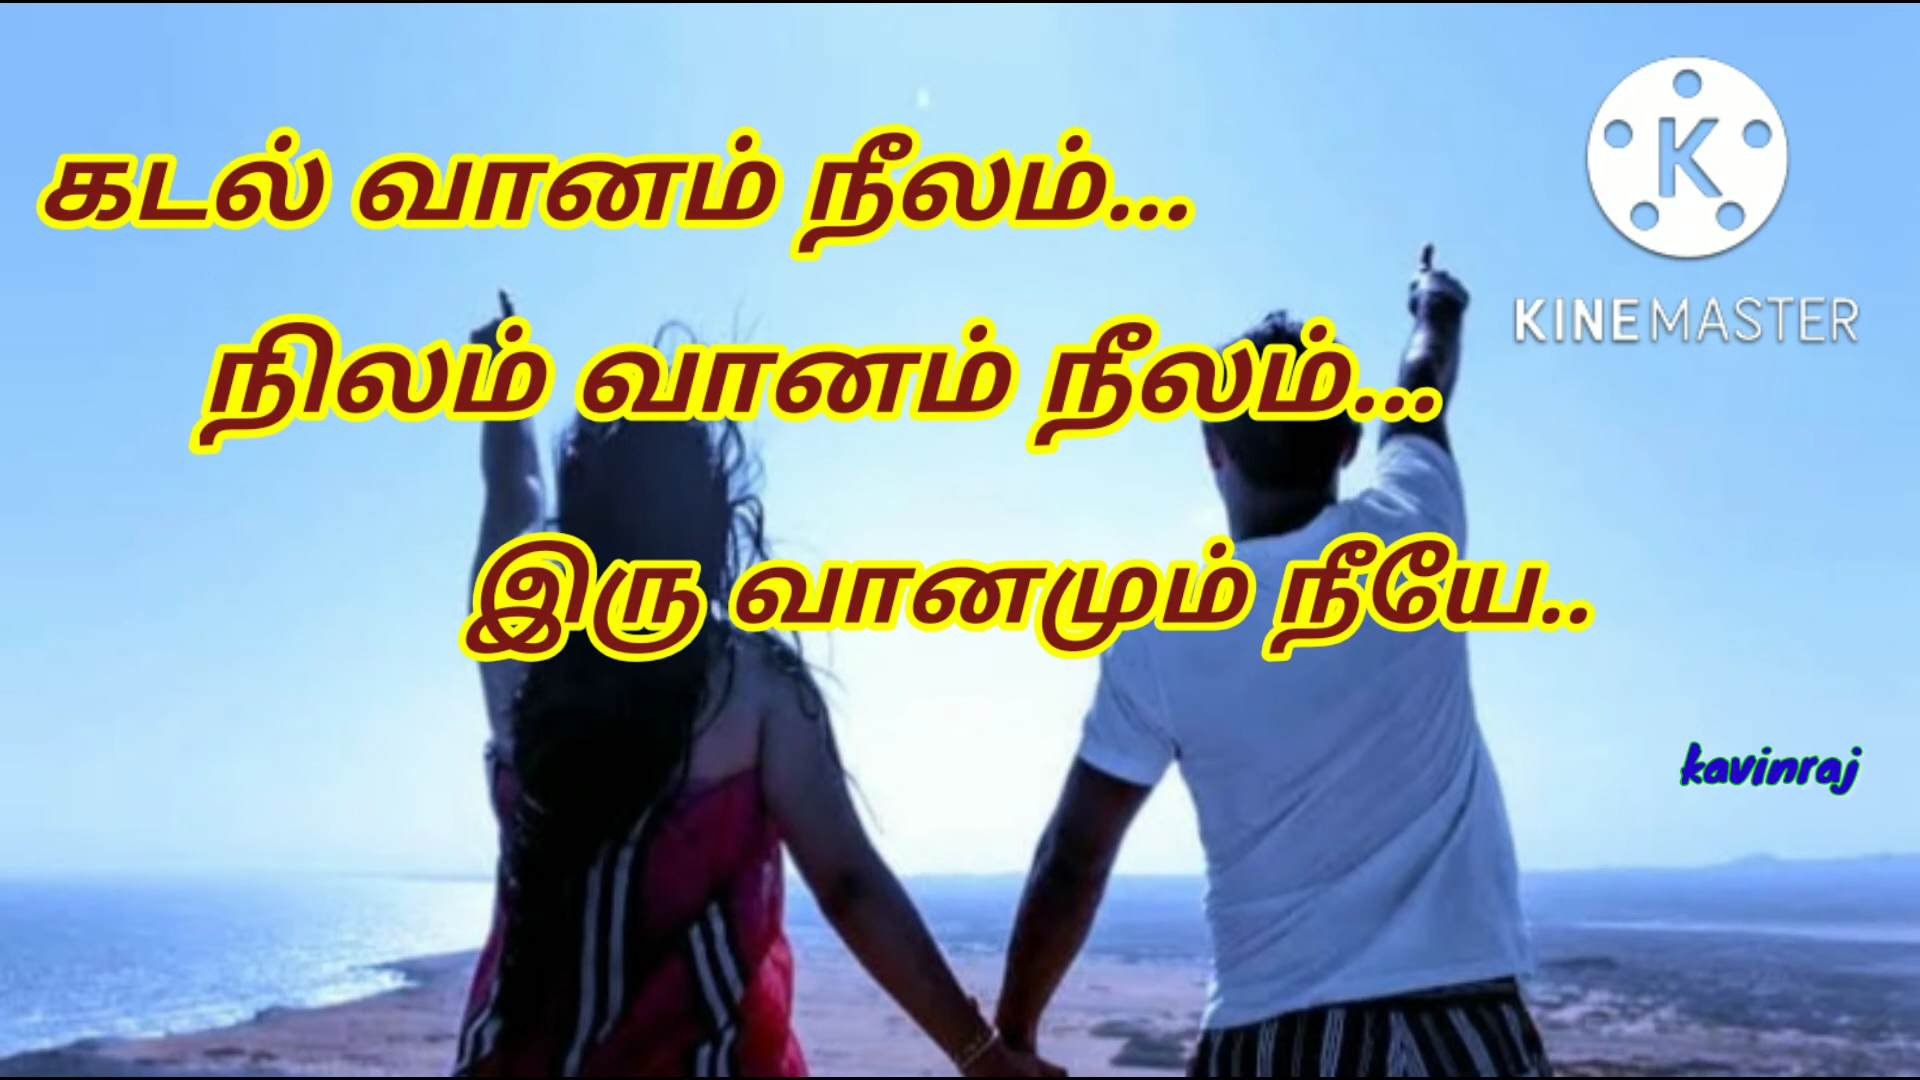 கடல் வானம் நீலம்...
நிலம் வானம் நீலம்...
இரு வானமும் நீயே..
K
KINEMASTER
kavinraj